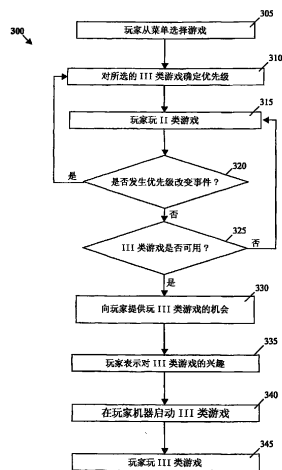 300
305
玩家从菜单选择游戏
310
对所选的 III 类游戏确定优先级
315
玩家玩 II 类游戏
320
是否发生优先级改变事件？
是
否
325
III 类游戏是否可用？
否
是
330
向玩家提供玩 III 类游戏的机会
335
玩家表示对 III 类游戏的兴趣
340
在玩家机器启动 III 类游戏
345
玩家玩 III 类游戏